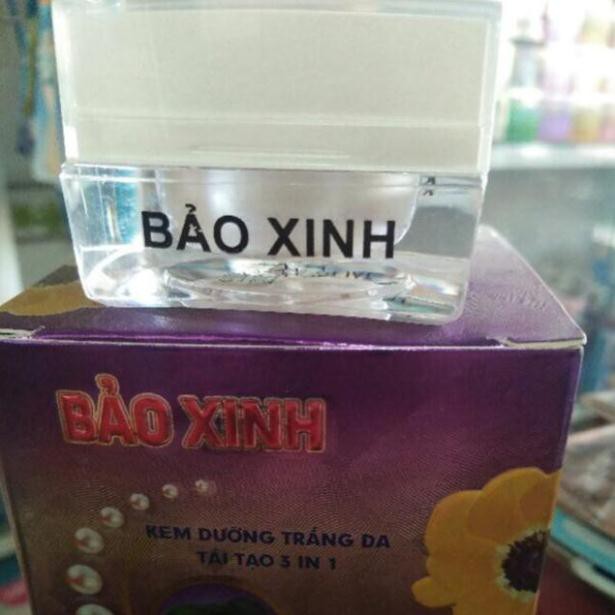 BẢO XINH
BẢO XINH
KEM DƯỠNG TRẮNG DA
TÁI TẠO 3 IN 1